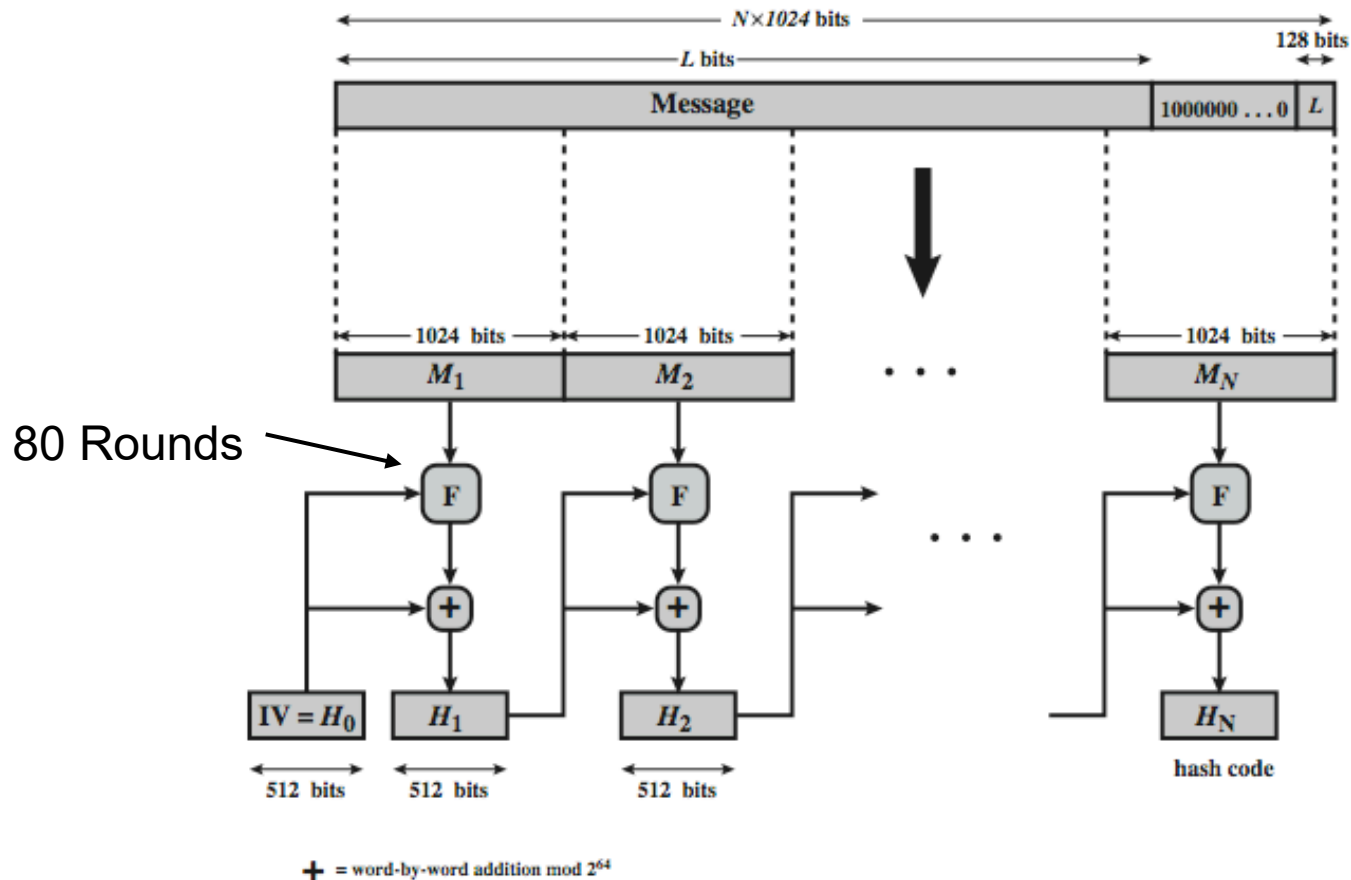 N×1024 bits
128 bits
L bits
Message
1000000 . . . 0
L
1024 bits
1024 bits
1024 bits
M1
M2
. . .
MN
80 Rounds
F
F
F
. . .
+
+
+
IV = H0
H1
H2
HN
hash code
512 bits
512 bits
512 bits
+ = word-by-word addition mod 2^64